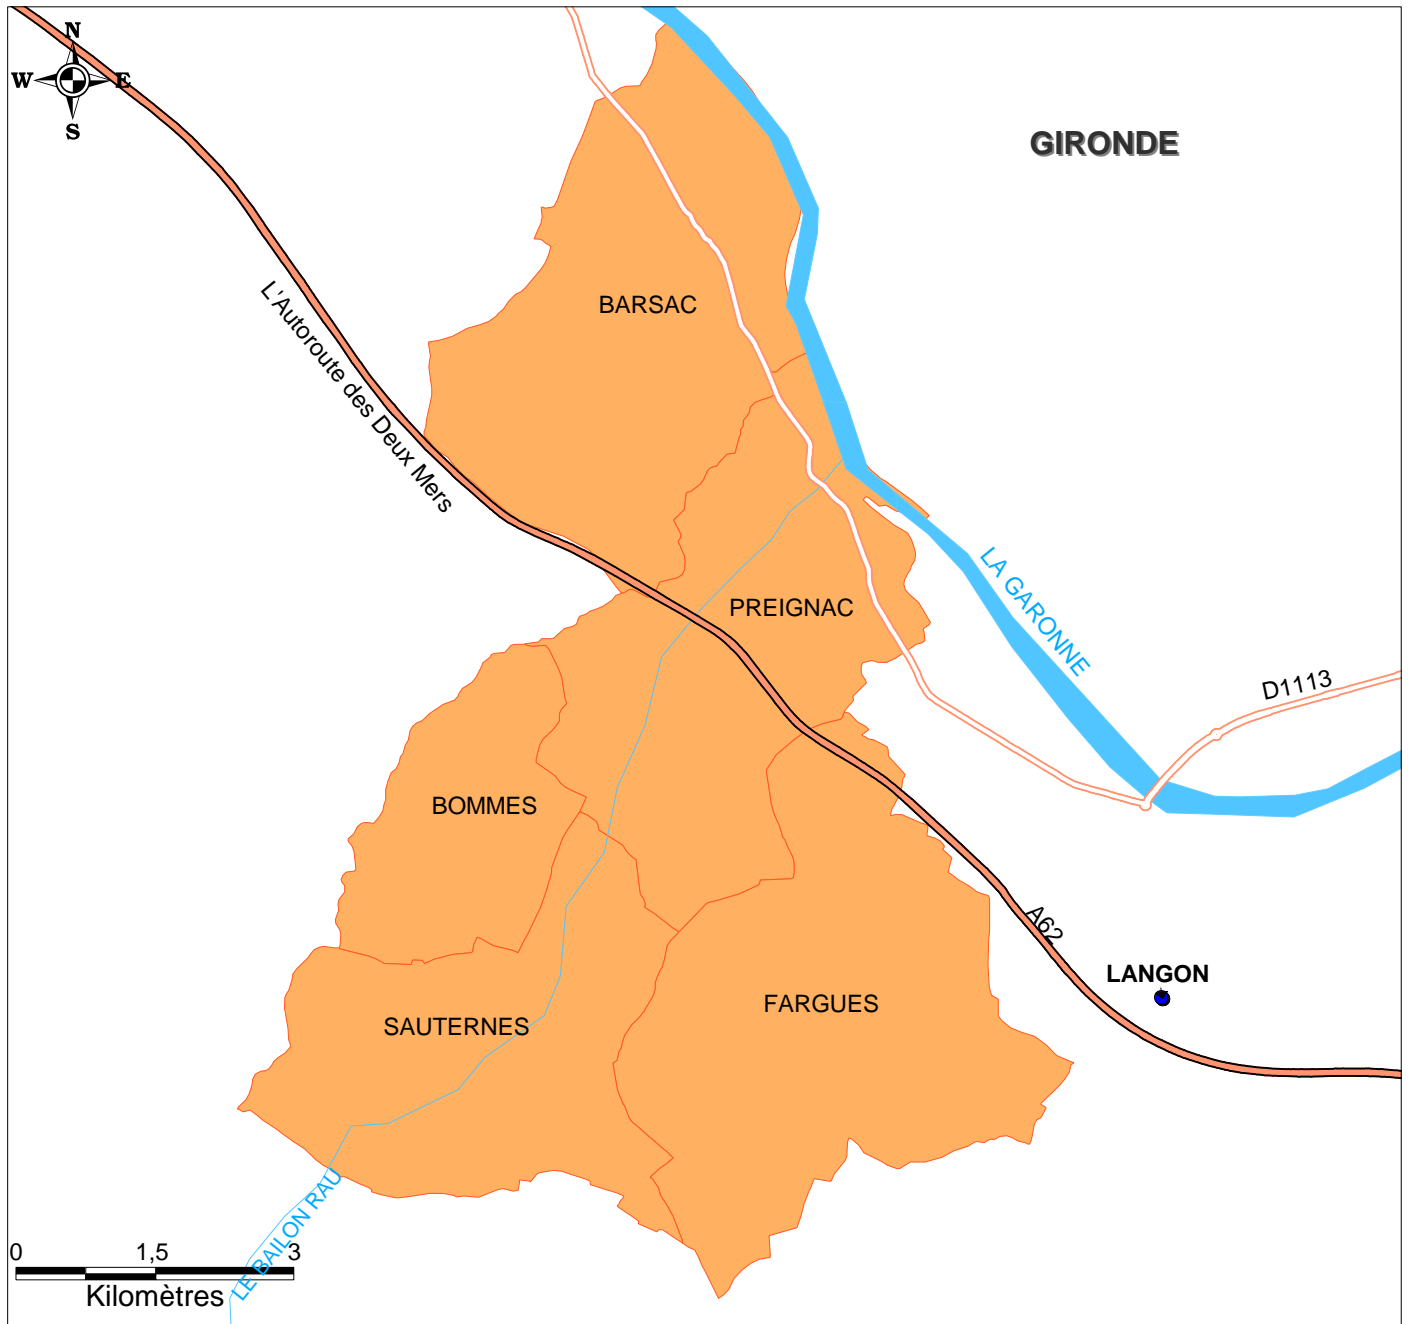 N
W E
S
GIRONDE
BARSAC
L'Autoroute des Deux Mers
PREIGNAC
LA GARONNE
D1113
BOMMES
A62
LANGON
FARGUES
SAUTERNES
LE BAILON RAU
0 1,5 3
Kilomètres